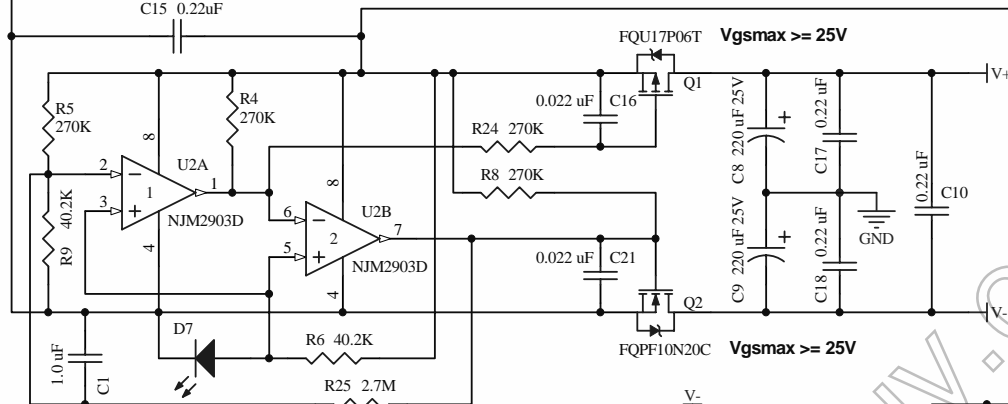 C15 0.22uF
FQU17P06T Vgsmax >= 25V
V+
Q1
R5
270K
R4
270K
8
0.022 uF C16
C8 220 uF 25V
C17 0.22 uF
R24 270K
2
U2A
1
1
3
NJM2903D
8
R8 270K
0.22 uF
C10
R9 40.2K
6
U2B
7
2
5
NJM2903D
GND
4
4
0.022 uF C21
C9 220 uF 25V
C18 0.22 uF
Q2
V-
1.0 uF
C1
D7
R6 40.2K
FQPF10N20C Vgsmax >= 25V
R25 2.7M
V-